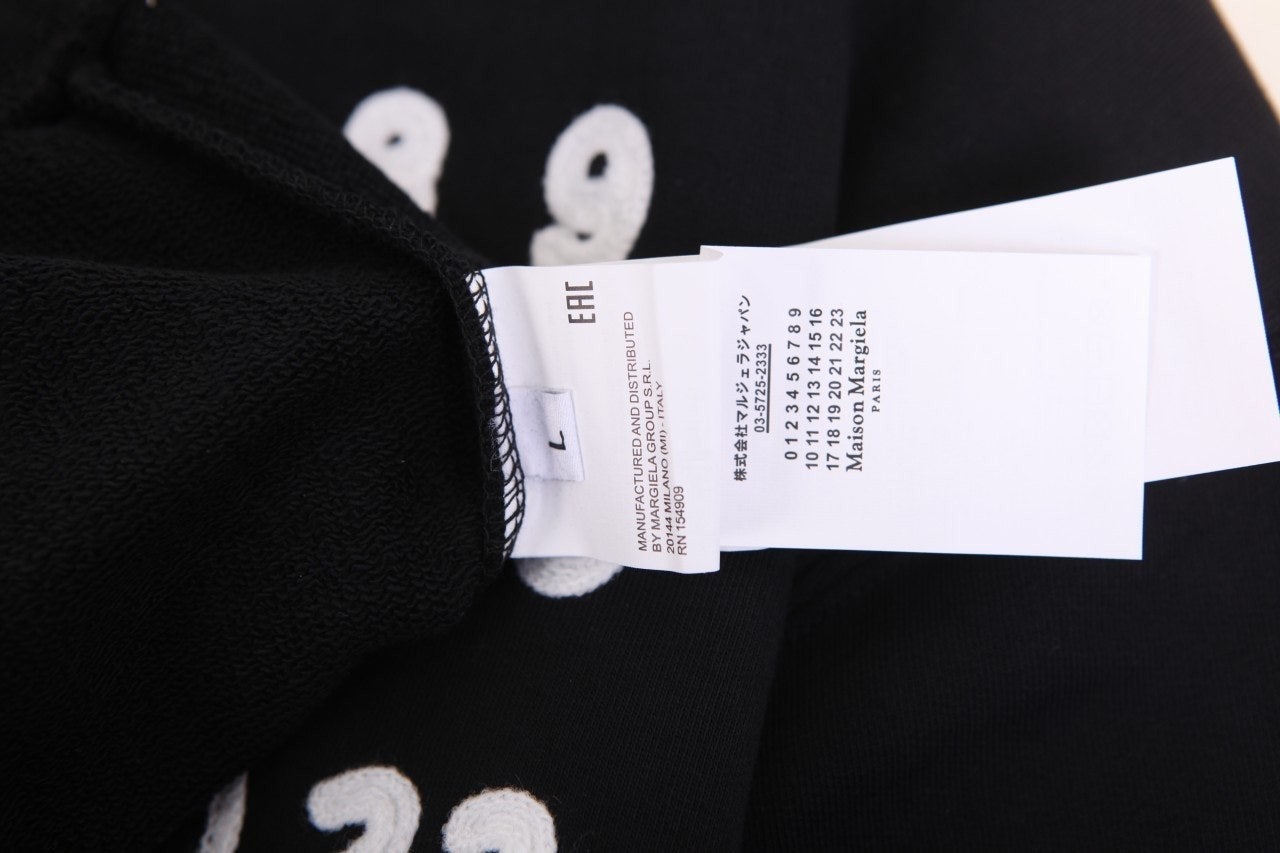 EAC
L
MANUFACTURED AND DISTRIBUTED
BY MARGIELA GROUP S.R.L.
20144 MILANO (MI) - ITALY
RN 154909
株式会社マルジェラジャパン
03-5725-2333
0 1 2 3 4 5 6 7 8 9
10 11 12 13 14 15 16
17 18 19 20 21 22 23
Maison Margiela
PARIS